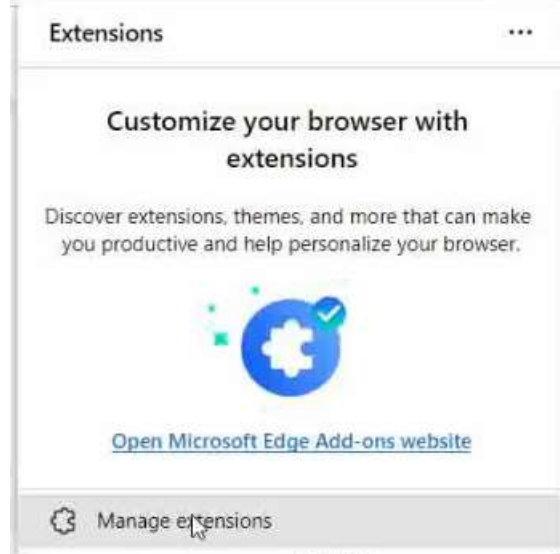 Extensions
Customize your browser with
extensions
Discover extensions, themes, and more that can make
you productive and help personalize your browser.
Open Microsoft Edge Add-ons website
Manage extensions